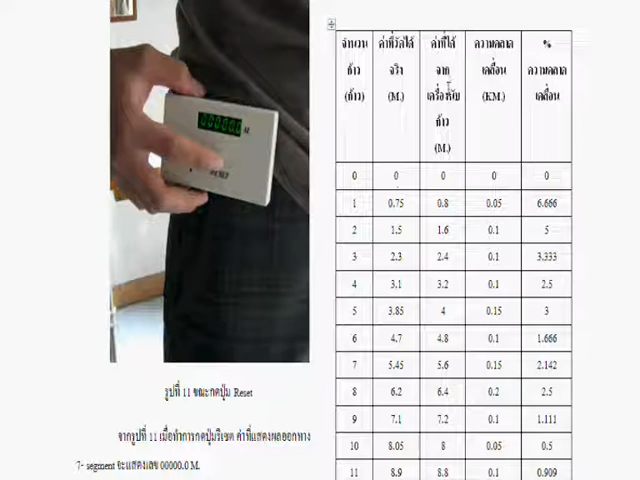 00000.0 M
RESET
รูปที่ 11 ขณะกดปุ่ม Reset
จากรูปที่ 11 เมื่อทำการกดปุ่มรีเซต ค่าที่แสดงผลออกทาง
7- segment จะแสดงเลข 00000.0 M.
จำนวนก้าว (ก้าว) ค่าที่วัดได้จริง (M.) ค่าที่ได้จากเครื่องนับก้าว (M.) ความคลาดเคลื่อน (KM.) % ความคลาดเคลื่อน
0 0 0 0 0
1 0.75 0.8 0.05 6.666
2 1.5 1.6 0.1 5
3 2.3 2.4 0.1 3.333
4 3.1 3.2 0.1 2.5
5 3.85 4 0.15 3
6 4.7 4.8 0.1 1.666
7 5.45 5.6 0.15 2.142
8 6.2 6.4 0.2 2.5
9 7.1 7.2 0.1 1.111
10 8.05 8 0.05 0.5
11 8.9 8.8 0.1 0.909